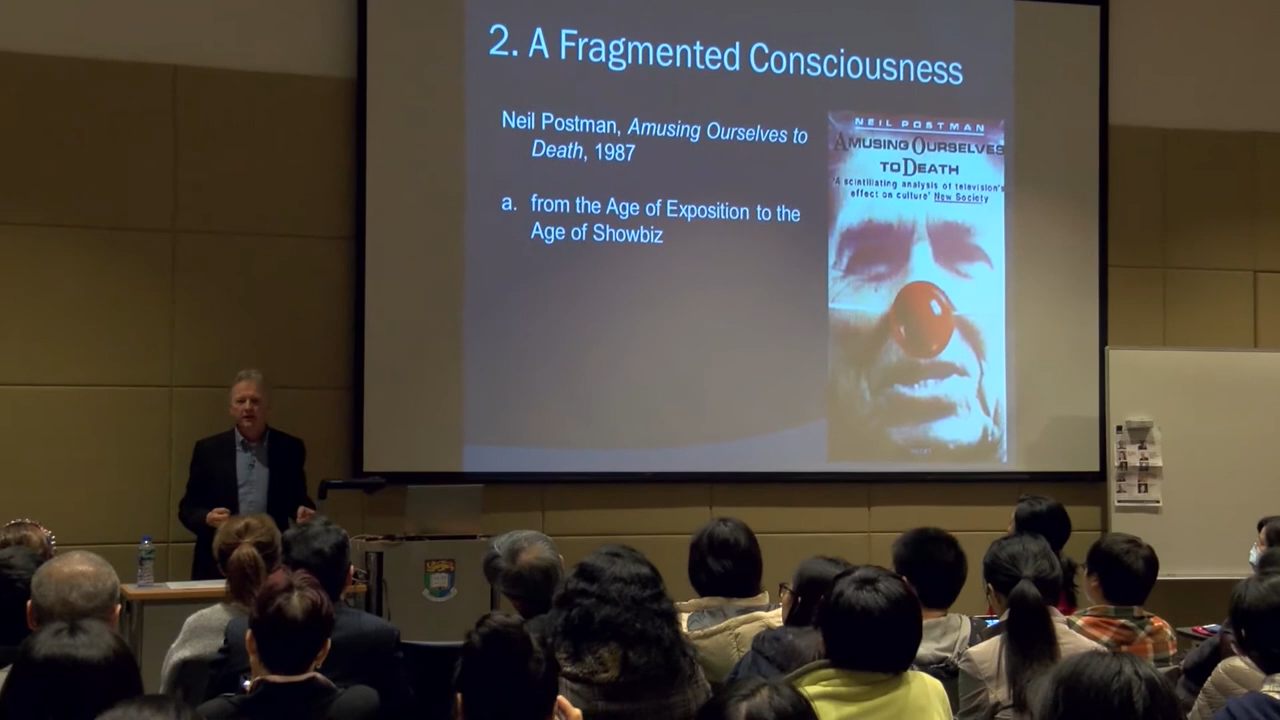 2. A Fragmented Consciousness
Neil Postman, Amusing Ourselves to
Death, 1987
a. from the Age of Exposition to the
Age of Showbiz
NEIL POSTMAN
AMUSING OURSELVES
TO DEATH
'A scintillating analysis of television's
effect on culture' New Society